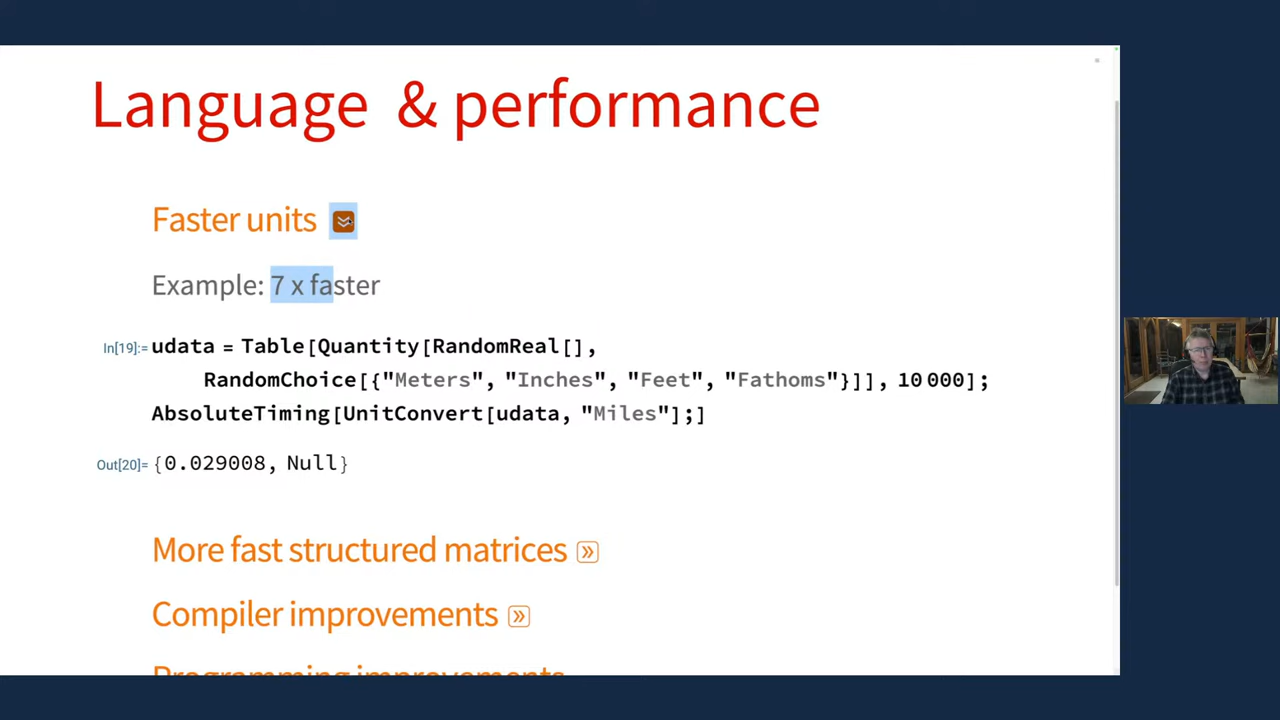 Language & performance
Faster units
Example: 7 x faster
In[19]:= udata = Table[Quantity[RandomReal[],
RandomChoice[{"Meters", "Inches", "Feet", "Fathoms"}]], 10 000];
AbsoluteTiming[UnitConvert[udata, "Miles"];]
Out[20]= {0.029008, Null}
More fast structured matrices
Compiler improvements
Programming improvements